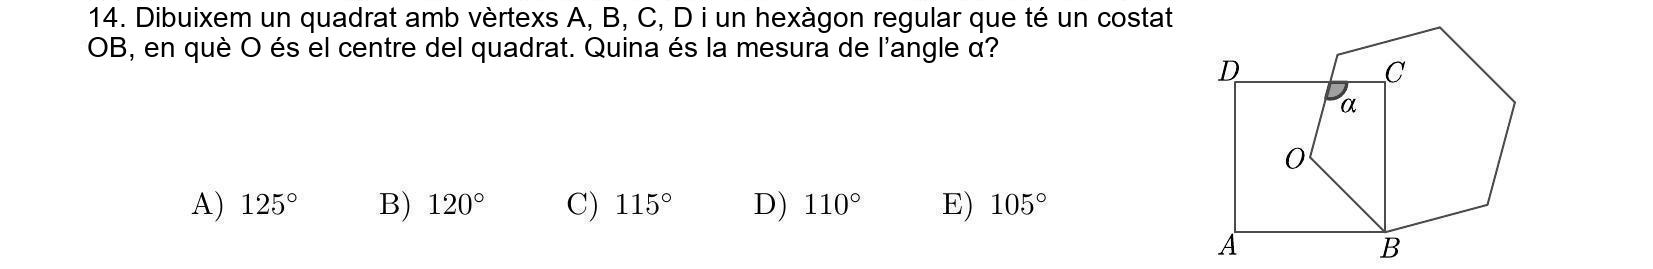 14. Dibuixem un quadrat amb vèrtexs A, B, C, D i un hexàgon regular que té un costat
OB, en què O és el centre del quadrat. Quina és la mesura de l’angle α?
D
C
α
O
A) 125° B) 120° C) 115° D) 110° E) 105°
A
B